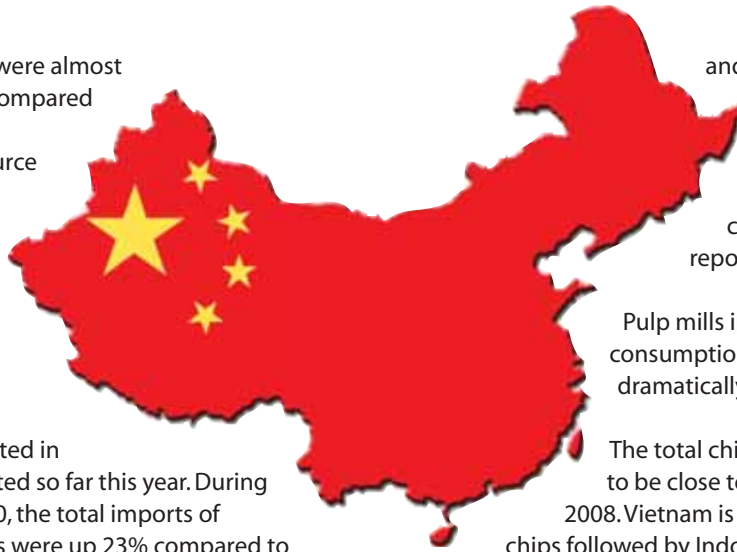 were almost
ompared
urce
ted in
ted so far this year. During
0, the total imports of
s were up 23% compared to
and
c
repo
Pulp mills i
consumptio
dramatically
The total chi
to be close to
2008. Vietnam is
chips followed by Indo